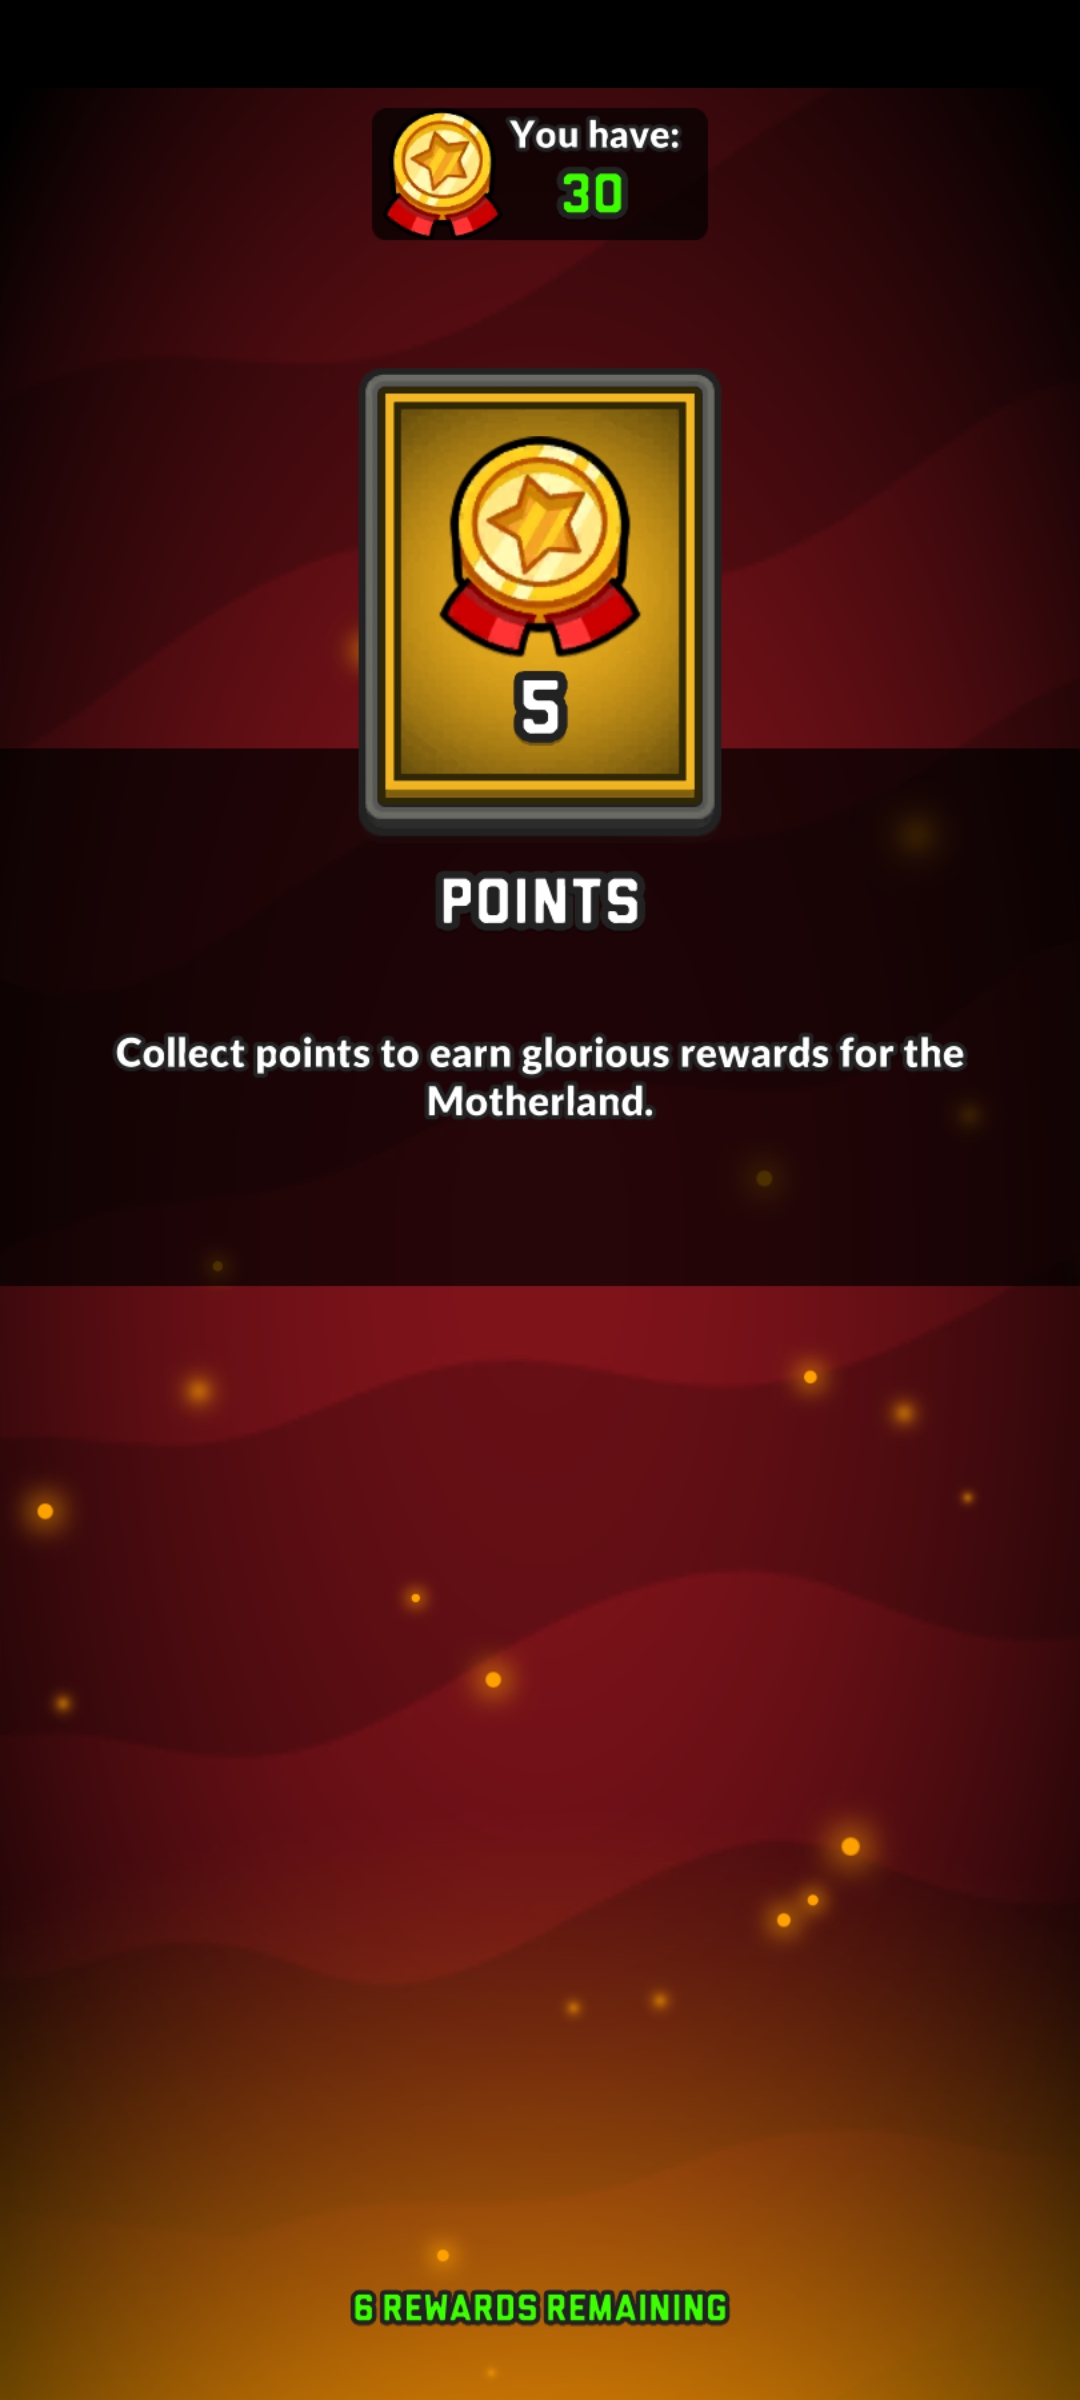 You have:
30
5
POINTS
Collect points to earn glorious rewards for the
Motherland.
6 REWARDS REMAINING